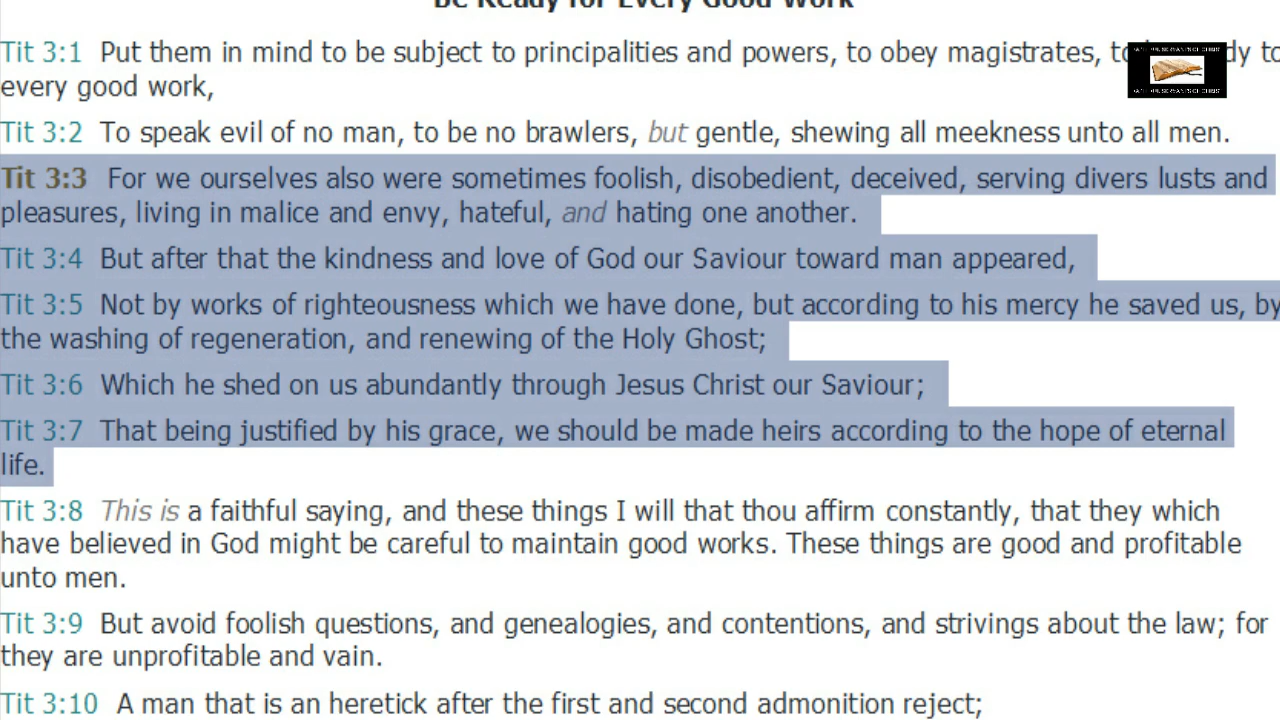 Be Ready for Every Good Work
Tit 3:1 Put them in mind to be subject to principalities and powers, to obey magistrates, to
every good work,
Tit 3:2 To speak evil of no man, to be no brawlers, but gentle, shewing all meekness unto all men.
Tit 3:3 For we ourselves also were sometimes foolish, disobedient, deceived, serving divers lusts and
pleasures, living in malice and envy, hateful, and hating one another.
Tit 3:4 But after that the kindness and love of God our Saviour toward man appeared,
Tit 3:5 Not by works of righteousness which we have done, but according to his mercy he saved us, by
the washing of regeneration, and renewing of the Holy Ghost;
Tit 3:6 Which he shed on us abundantly through Jesus Christ our Saviour;
Tit 3:7 That being justified by his grace, we should be made heirs according to the hope of eternal
life.
Tit 3:8 This is a faithful saying, and these things I will that thou affirm constantly, that they which
have believed in God might be careful to maintain good works. These things are good and profitable
unto men.
Tit 3:9 But avoid foolish questions, and genealogies, and contentions, and strivings about the law; for
they are unprofitable and vain.
Tit 3:10 A man that is an heretick after the first and second admonition reject;